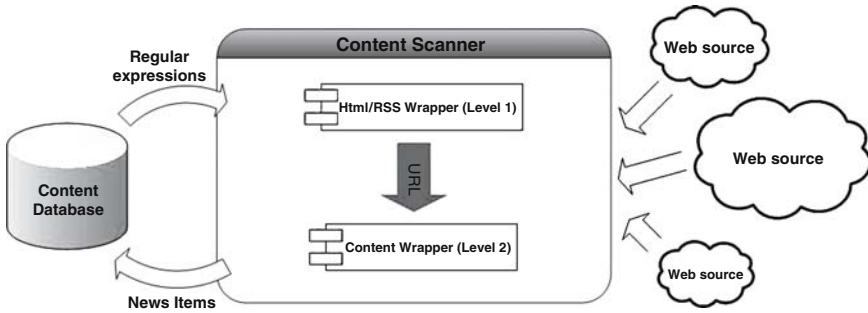 Regular
expressions
Content Scanner
Web source
Html/RSS Wrapper (Level 1)
Web source
URL
Content
Database
Content Wrapper (Level 2)
Web source
News Items